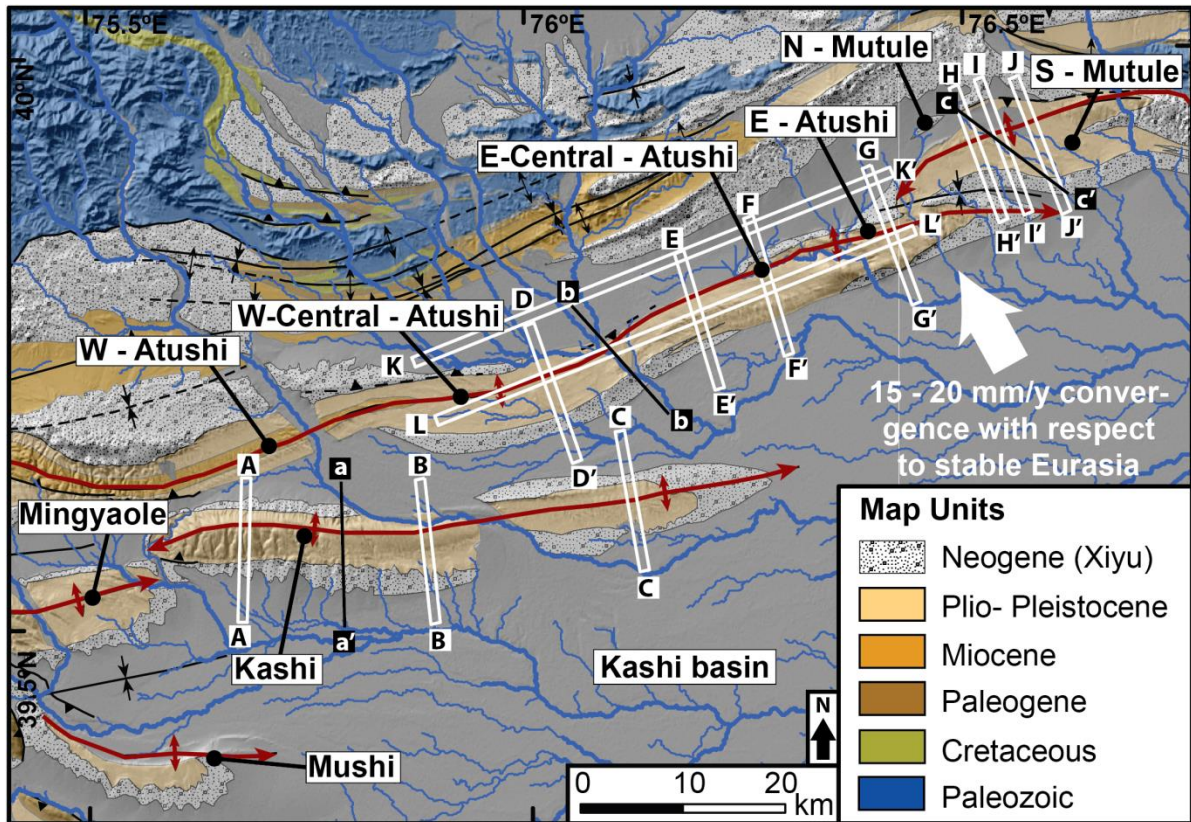 75.5ºE
76ºE
76.5ºE
40ºN
39.5ºN
N - Mutule
S - Mutule
E - Atushi
E-Central - Atushi
W-Central - Atushi
W - Atushi
Mingyaole
Kashi
Mushi
Kashi basin
H
I
J
c
G
K'
F
E
L'
c'
J'
I'
H'
G'
D
b
K
F'
E'
L
b
C
D'
A
a
B
C
A
a'
B
15 - 20 mm/y conver-
gence with respect
to stable Eurasia
N
0 10 20
km
Map Units
Neogene (Xiyu)
Plio- Pleistocene
Miocene
Paleogene
Cretaceous
Paleozoic